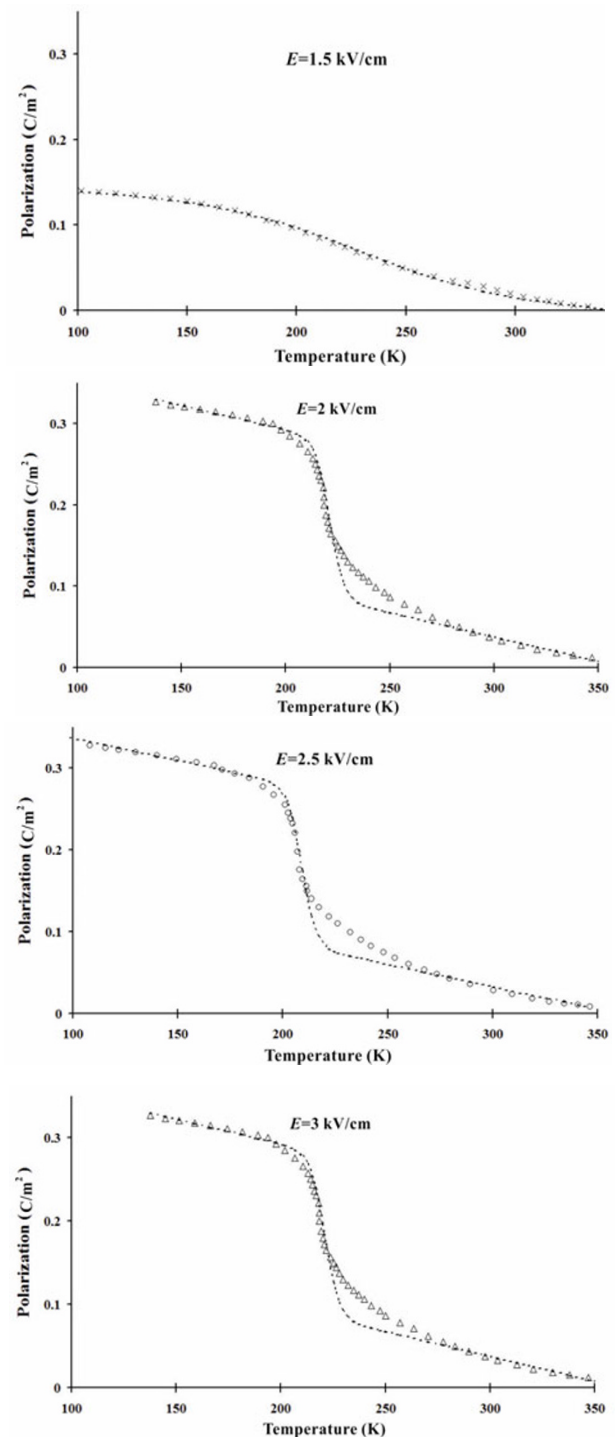 E=1.5 kV/cm
Polarization (C/m²)
0.3
0.2
0.1
0
100 150 200 250 300
Temperature (K)
E=2 kV/cm
Polarization (C/m²)
0.3
0.2
0.1
0
100 150 200 250 300 350
Temperature (K)
E=2.5 kV/cm
Polarization (C/m²)
0.3
0.2
0.1
0
100 150 200 250 300 350
Temperature (K)
E=3 kV/cm
Polarization (C/m²)
0.3
0.2
0.1
0
100 150 200 250 300 350
Temperature (K)